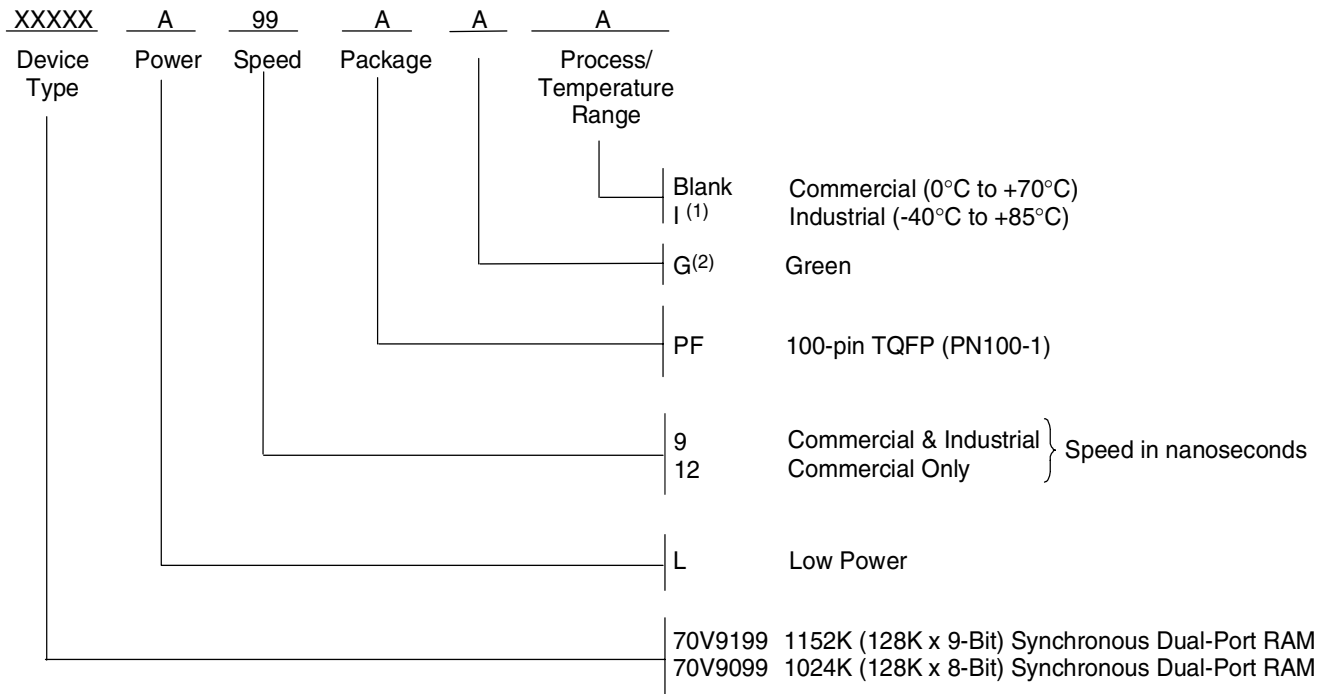 XXXXX A 99 A A A
Device Type Power Speed Package Process/ Temperature Range
Blank Commercial (0°C to +70°C)
I (1) Industrial (-40°C to +85°C)
G(2) Green
PF 100-pin TQFP (PN100-1)
9 Commercial & Industrial
12 Commercial Only
Speed in nanoseconds
L Low Power
70V9199 1152K (128K x 9-Bit) Synchronous Dual-Port RAM
70V9099 1024K (128K x 8-Bit) Synchronous Dual-Port RAM